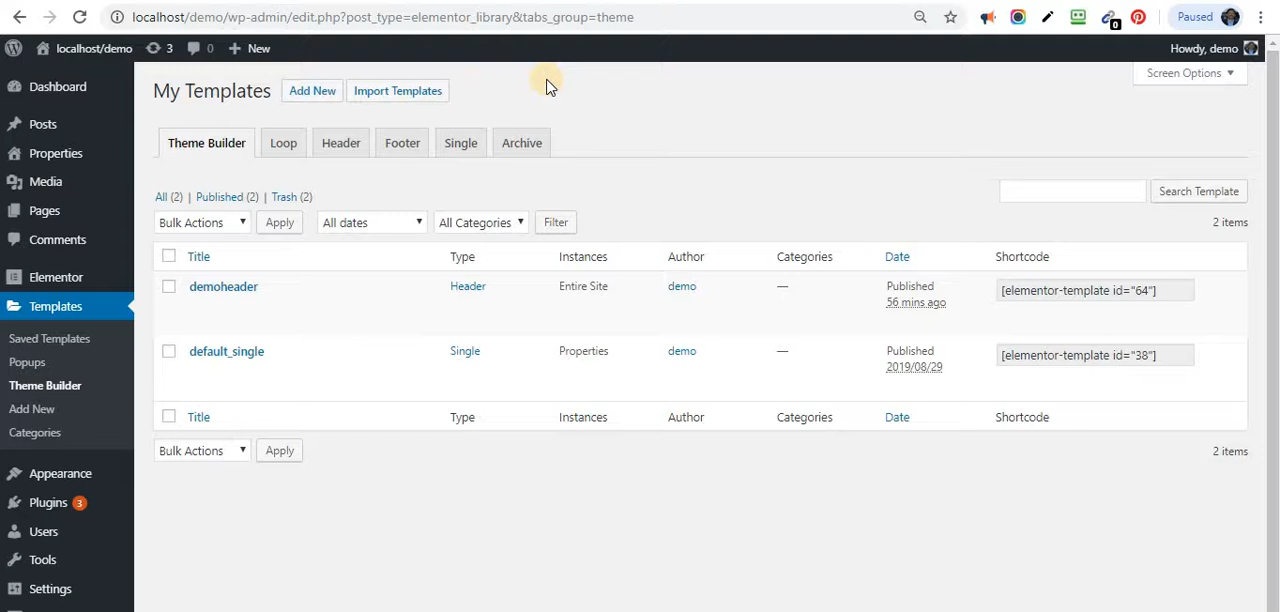 localhost/demo/wp-admin/edit.php?post_type=elementor_library&tabs_group=theme
0
Paused
localhost/demo
3
0
New
Howdy, demo
Dashboard
Posts
Properties
Media
Pages
Comments
Elementor
Templates
Saved Templates
Popups
Theme Builder
Add New
Categories
Appearance
Plugins 3
Users
Tools
Settings
Screen Options
My Templates
Add New
Import Templates
Theme Builder
Loop
Header
Footer
Single
Archive
All (2) | Published (2) | Trash (2)
Search Template
Bulk Actions
Apply
All dates
All Categories
Filter
2 items
Title Type Instances Author Categories Date Shortcode
demoheader Header Entire Site demo — Published [elementor-template id="64"]
56 mins ago
default_single Single Properties demo — Published [elementor-template id="38"]
2019/08/29
Title Type Instances Author Categories Date Shortcode
Bulk Actions
Apply
2 items